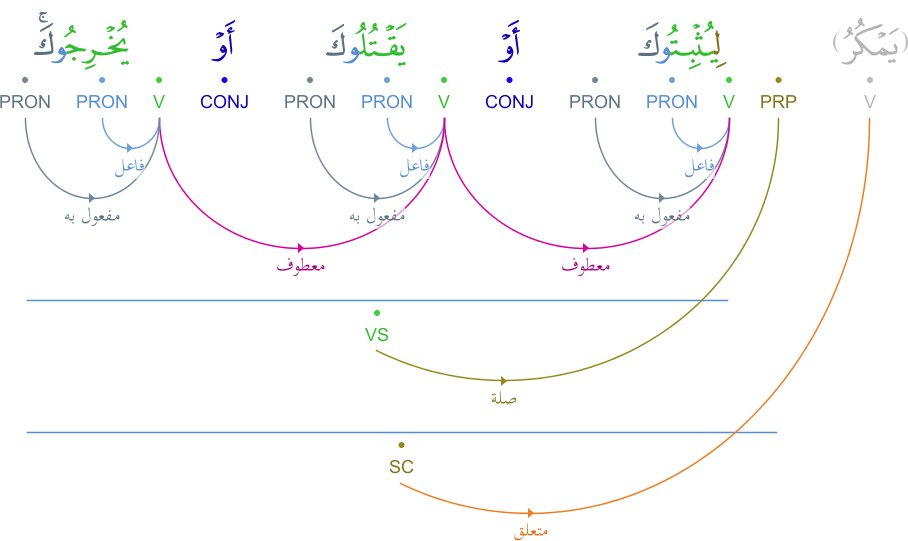 (يَمْكُرُ) لِيُثْبِتُوكَ أَوْ يَقْتُلُوكَ أَوْ يُخْرِجُوكَ ۚ
V PRP V PRON PRON CONJ V PRON PRON CONJ V PRON PRON
فاعل فاعل فاعل
مفعول به مفعول به مفعول به
معطوف معطوف
VS
صلة
SC
متعلق